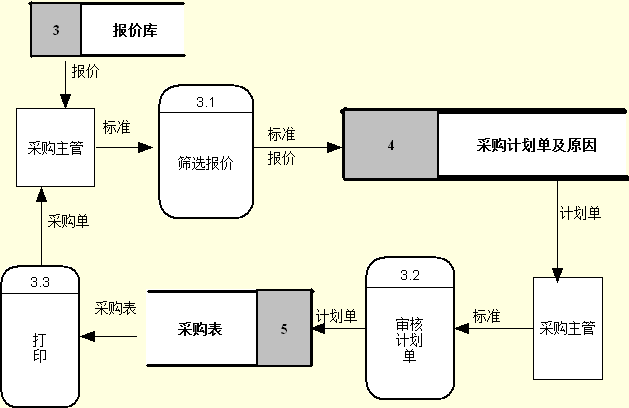 3
报价库
报价
3.1
采购主管
标准
筛选报价
标准
报价
4
采购计划单及原因
采购单
计划单
3.3
打
印
采购表
采购表
5
计划单
3.2
审核
计划
单
标准
采购主管